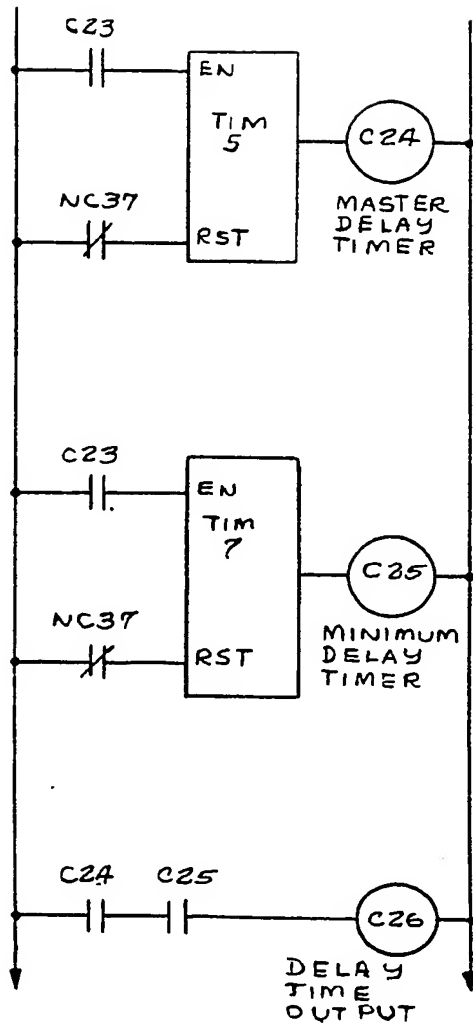 C23
EN
TIM
5
C24
NC37
RST
MASTER
DELAY
TIMER
C23
EN
TIM
7
C25
NC37
RST
MINIMUM
DELAY
TIMER
C24 C25
C26
DELAY
TIME
OUTPUT